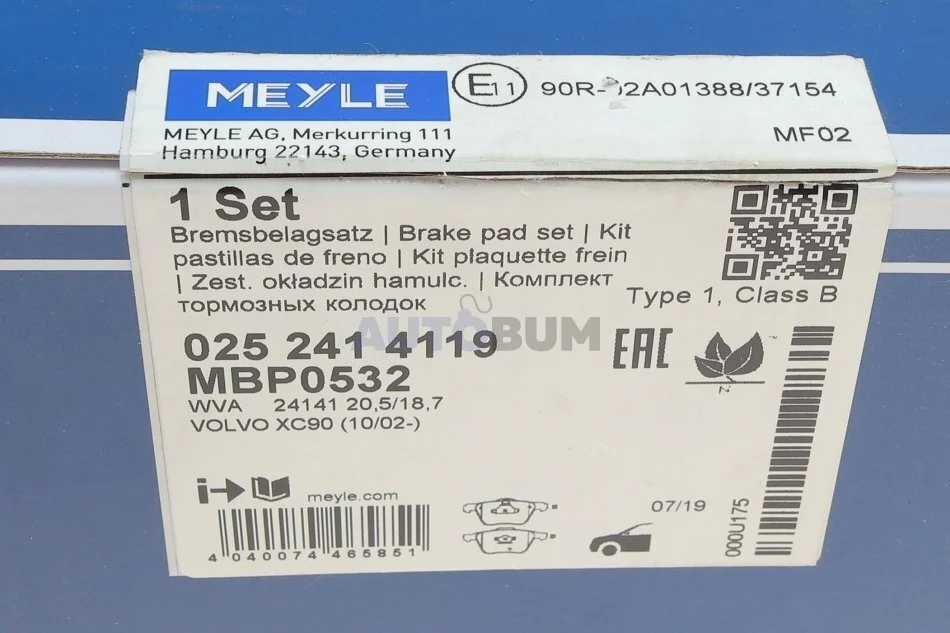 MEYLE
E11
90R-02A01388/37154
MEYLE AG, Merkurring 111
Hamburg 22143, Germany
MF02
1 Set
Bremsbelagsatz | Brake pad set | Kit
pastillas de freno | Kit plaquette frein
| Zest. okładzin hamulc. | Комплект
тормозных колодок
Type 1, Class B
AUTOBUM
025 241 4119
MBP0532
EAC
WVA 24141 20,5/18,7
VOLVO XC90 (10/02-)
i
meyle.com
07/19
000U175
4 040074 465851